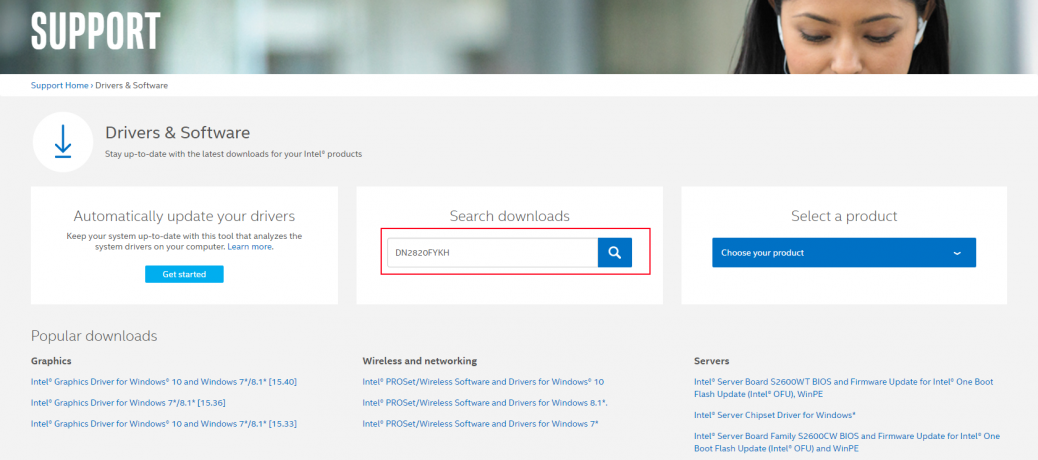 SUPPORT
Support Home › Drivers & Software
Drivers & Software
Stay up-to-date with the latest downloads for your Intel® products
Automatically update your drivers
Keep your system up-to-date with this tool that analyzes the
system drivers on your computer. Learn more.
Get started
Search downloads
DN2820FYKH
Select a product
Choose your product
Popular downloads
Graphics
Intel® Graphics Driver for Windows® 10 and Windows 7*/8.1* [15.40]
Intel® Graphics Driver for Windows 7*/8.1* [15.36]
Intel® Graphics Driver for Windows® 10 and Windows 7*/8.1* [15.33]
Wireless and networking
Intel® PROSet/Wireless Software and Drivers for Windows® 10
Intel® PROSet/Wireless Software and Drivers for Windows 8.1*.
Intel® PROSet/Wireless Software and Drivers for Windows 7*
Servers
Intel® Server Board S2600WT BIOS and Firmware Update for Intel® One Boot
Flash Update (Intel® OFU), WinPE
Intel® Server Chipset Driver for Windows*
Intel® Server Board Family S2600CW BIOS and Firmware Update for Intel® One
Boot Flash Update (Intel® OFU) and WinPE